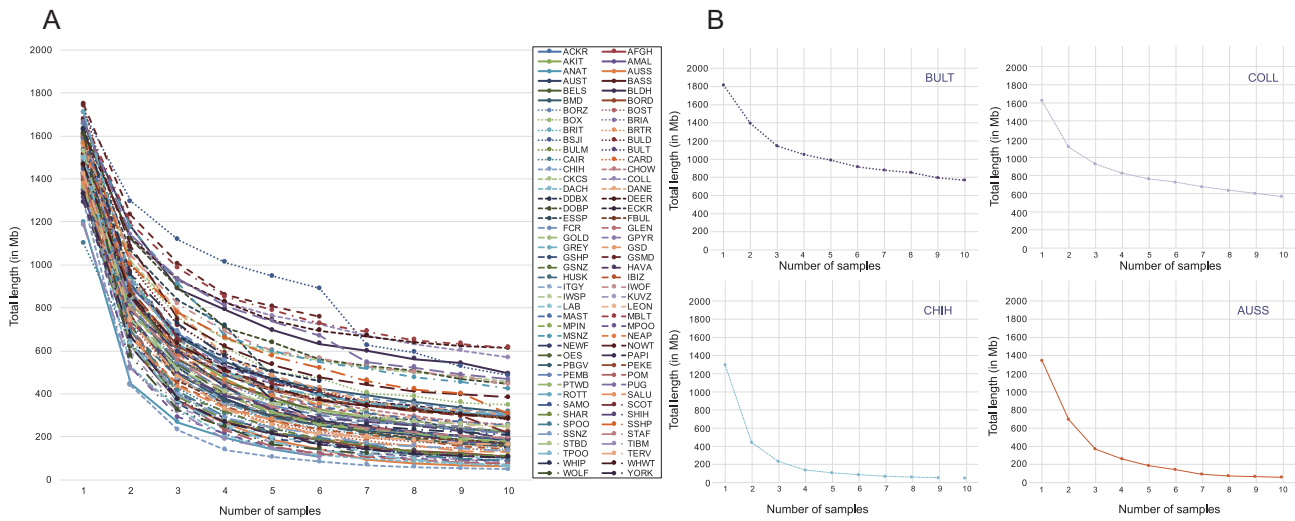 A
B
2000
1800
1600
1400
1200
1000
800
600
400
200
0
Total length (in Mb)
1 2 3 4 5 6 7 8 9 10
Number of samples
ACKR AFGH
AKIT AMAL
ANAT AUSS
AUST BASS
BELS BLDH
BMD BORD
BORZ BOST
BOX BRIA
BRIT BRTR
BSJI BULD
BULM BULT
CAIR CARD
CHIH CHOW
CKCS COLL
DACH DANE
DDBX DEER
DOBP ECKR
ESSP FBUL
FCR GLEN
GOLD GPYR
GREY GSD
GSHP GSMD
GSNZ HAVA
HUSK IBIZ
ITGY IWOF
IWSP KUVZ
LAB LEON
MAST MBLT
MPIN MPOO
MSNZ NEAP
NEWF NOWT
OES PAPI
PBGV PEKE
PEMB POM
PTWD PUG
ROTT SALU
SAMO SCOT
SHAR SHIH
SPOO SSHP
SSNZ STAF
STBD TIBM
TPOO TERV
WHIP WHWT
WOLF YORK
2000
1800
1600
1400
1200
1000
800
600
400
200
0
Total length (in Mb)
BULT
1 2 3 4 5 6 7 8 9 10
Number of samples
2000
1800
1600
1400
1200
1000
800
600
400
200
0
Total length (in Mb)
COLL
1 2 3 4 5 6 7 8 9 10
Number of samples
2000
1800
1600
1400
1200
1000
800
600
400
200
0
Total length (in Mb)
CHIH
1 2 3 4 5 6 7 8 9 10
Number of samples
2000
1800
1600
1400
1200
1000
800
600
400
200
0
Total length (in Mb)
AUSS
1 2 3 4 5 6 7 8 9 10
Number of samples